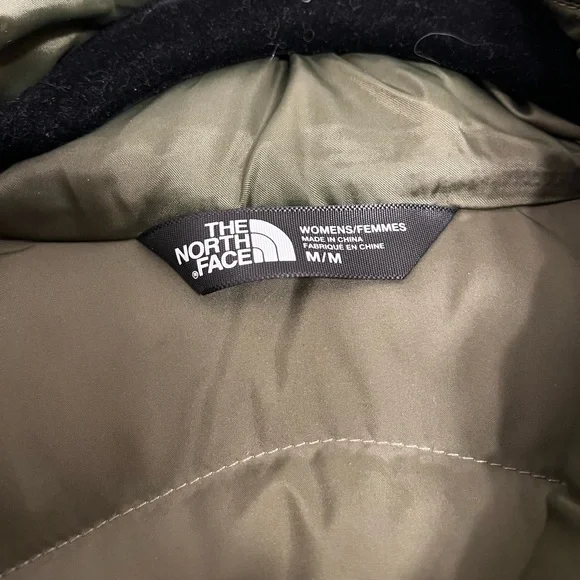 THE
NORTH
FACE®
WOMENS/FEMMES
MADE IN CHINA
FABRIQUÉ EN CHINE
M/M